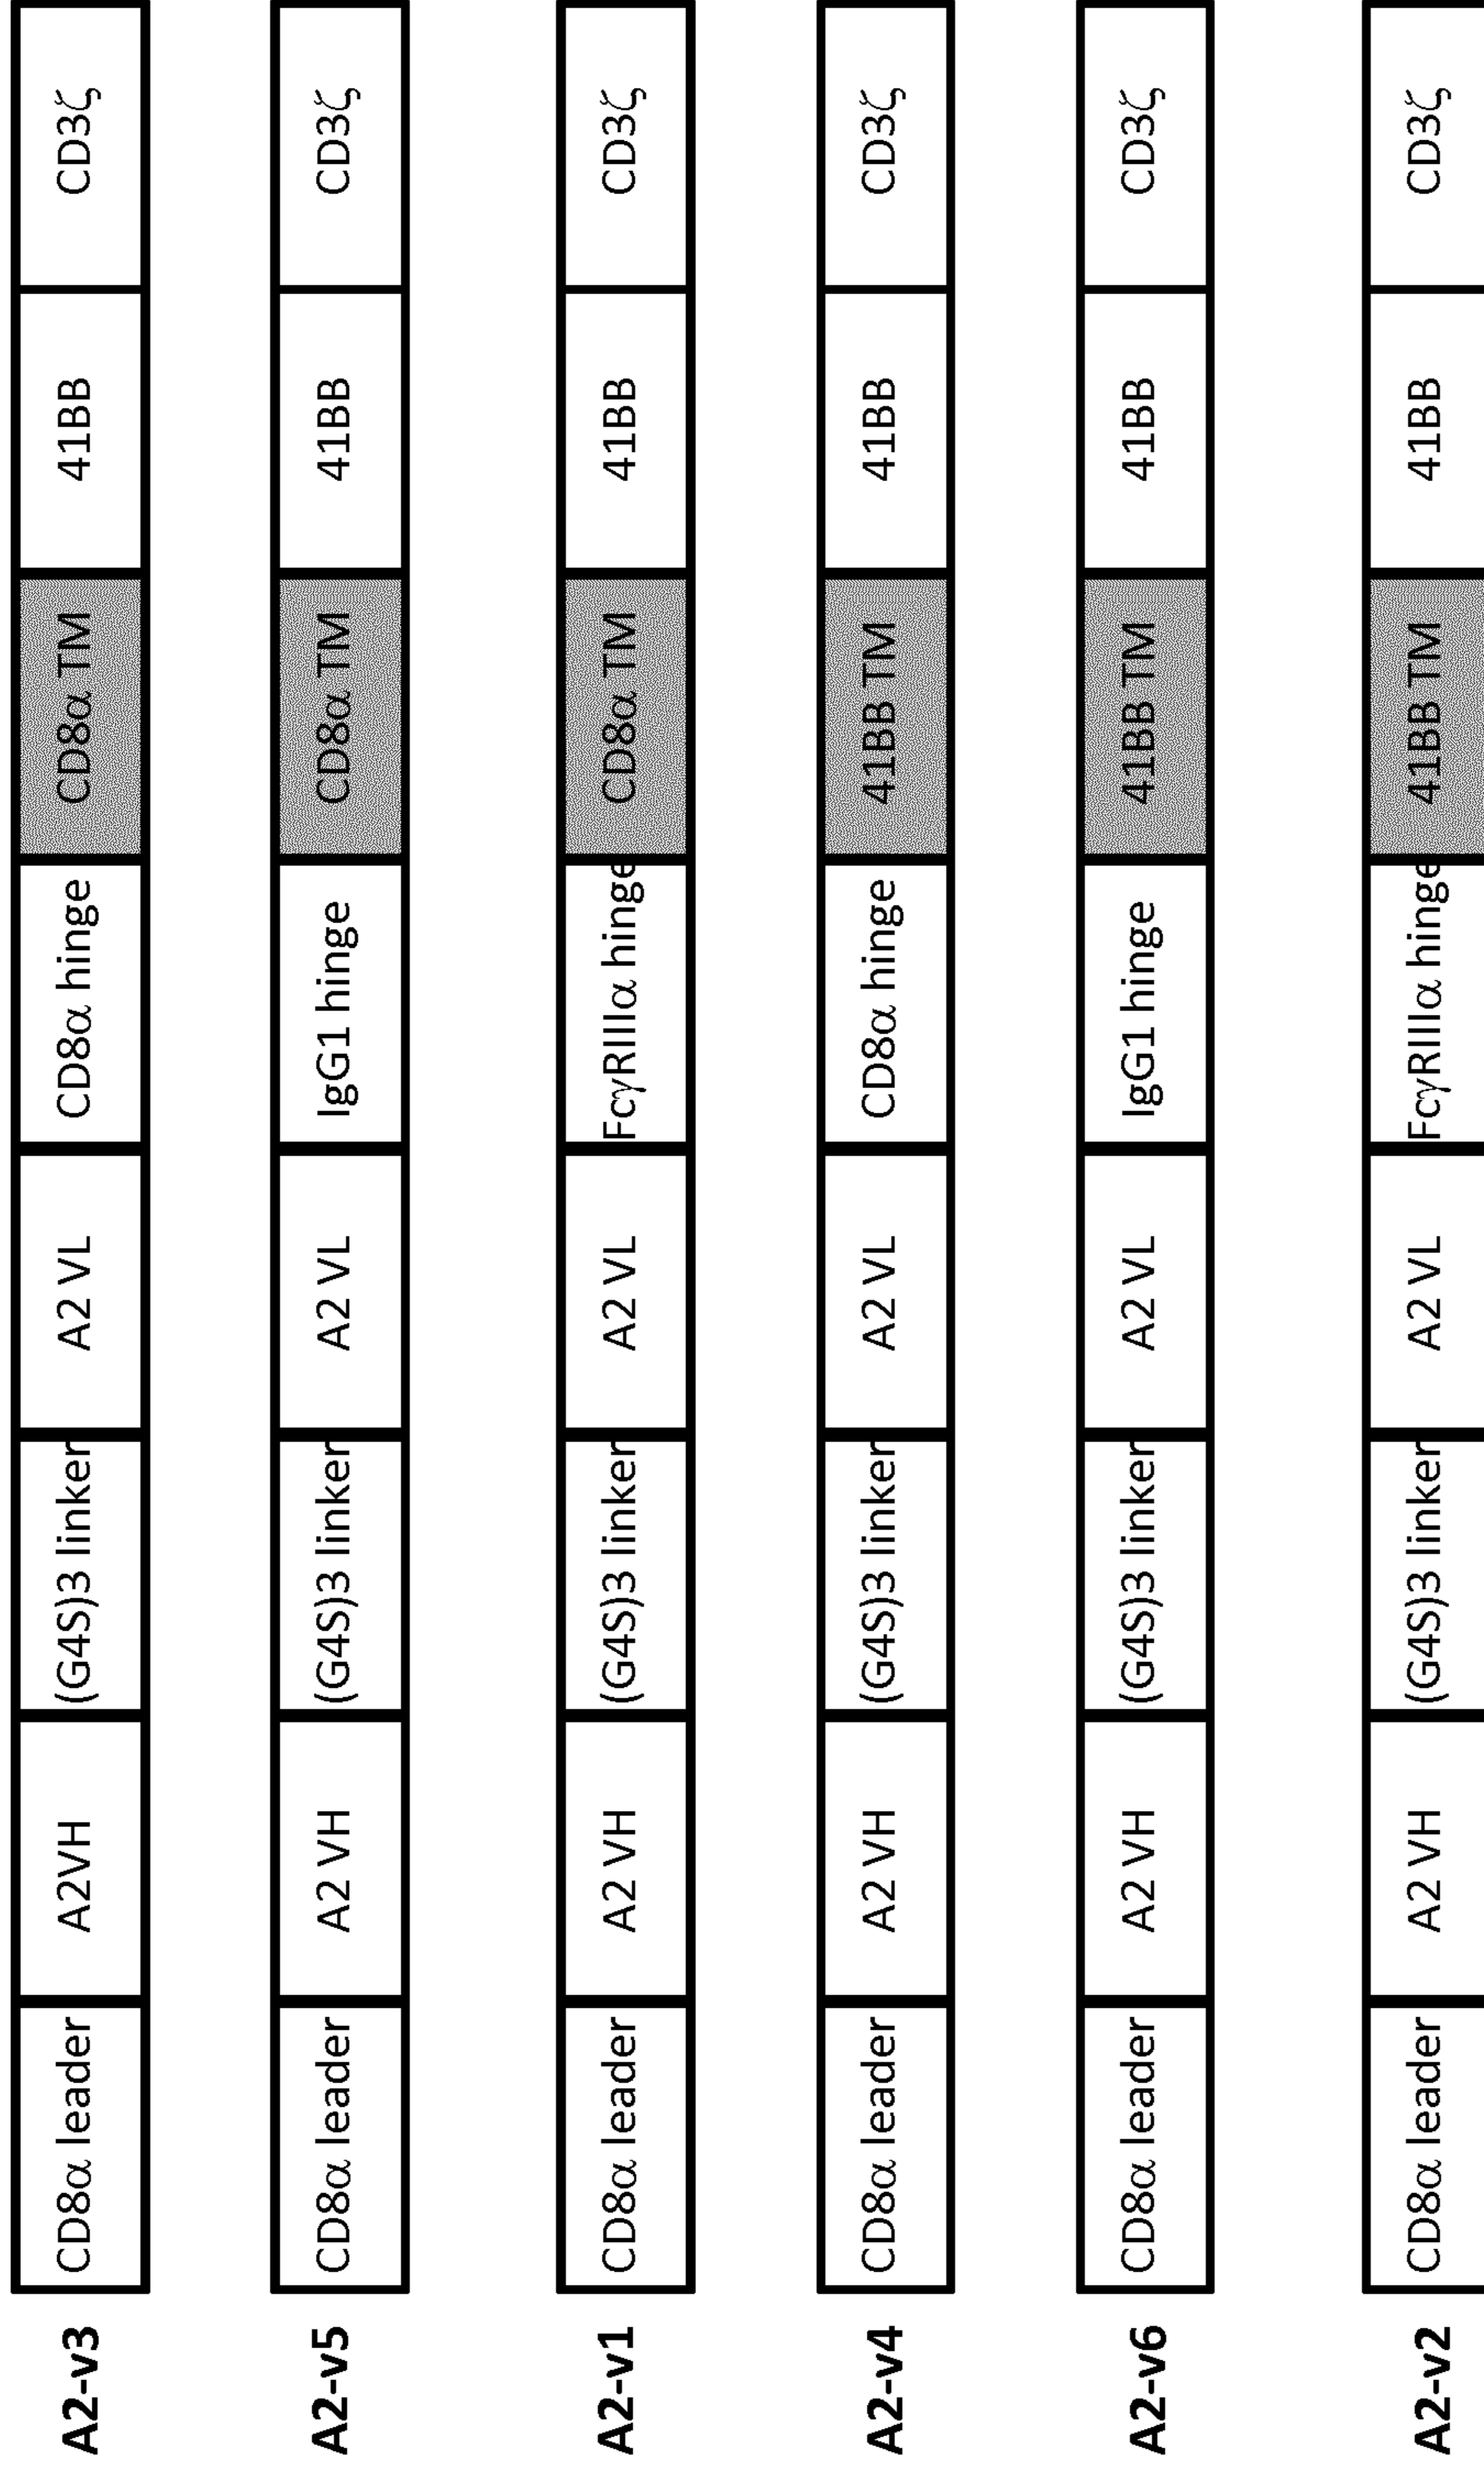 A2-v3 CD8α leader A2VH (G4S)3 linker A2 VL CD8α hinge CD8α TM 41BB CD3ζ
A2-v5 CD8α leader A2 VH (G4S)3 linker A2 VL IgG1 hinge CD8α TM 41BB CD3ζ
A2-v1 CD8α leader A2 VH (G4S)3 linker A2 VL FcγRIIIα hinge CD8α TM 41BB CD3ζ
A2-v4 CD8α leader A2 VH (G4S)3 linker A2 VL CD8α hinge 41BB TM 41BB CD3ζ
A2-v6 CD8α leader A2 VH (G4S)3 linker A2 VL IgG1 hinge 41BB TM 41BB CD3ζ
A2-v2 CD8α leader A2 VH (G4S)3 linker A2 VL FcγRIIIα hinge 41BB TM 41BB CD3ζ